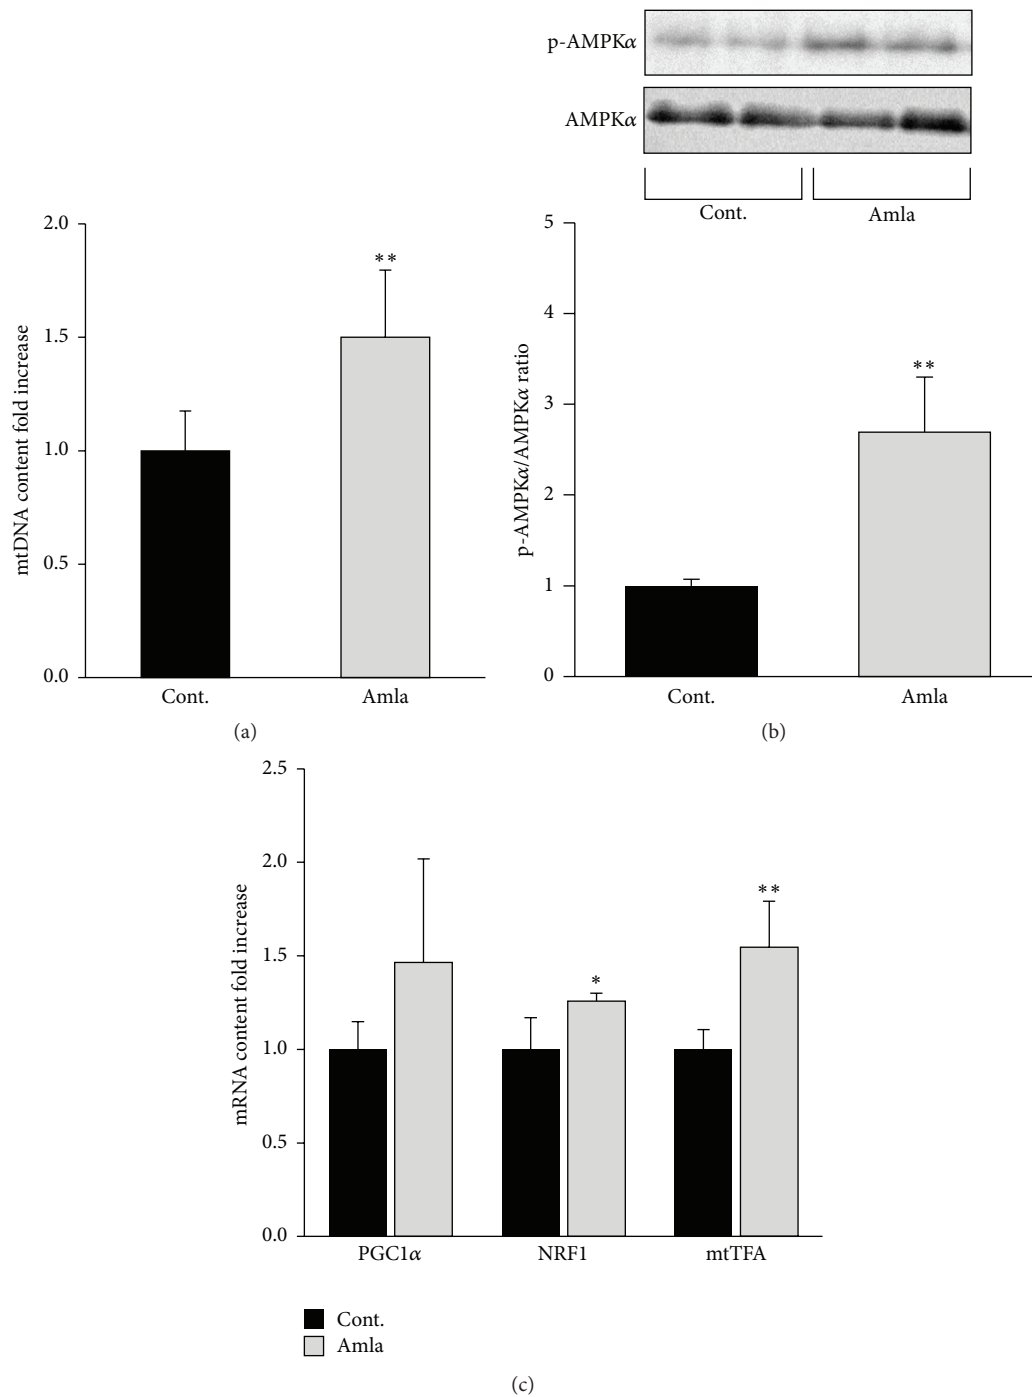 mtDNA content fold increase
2.0
1.5
1.0
0.5
0.0
**
Cont.
Amla
(a)
p-AMPKα
AMPKα
Cont.
Amla
p-AMPKα/AMPKα ratio
5
4
3
2
1
0
**
Cont.
Amla
(b)
mRNA content fold increase
2.5
2.0
1.5
1.0
0.5
0.0
*
**
PGC1α
NRF1
mtTFA
Cont.
Amla
(c)